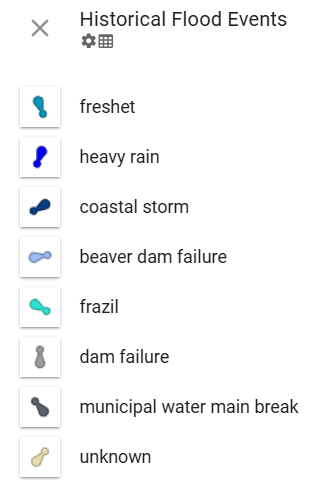 Historical Flood Events
freshet
heavy rain
coastal storm
beaver dam failure
frazil
dam failure
municipal water main break
unknown